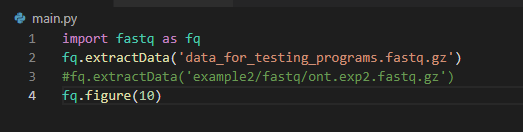 main.py
1 import fastq as fq
2 fq.extractData('data_for_testing_programs.fastq.gz')
3 #fq.extractData('example2/fastq/ont.exp2.fastq.gz')
4 fq.figure(10)